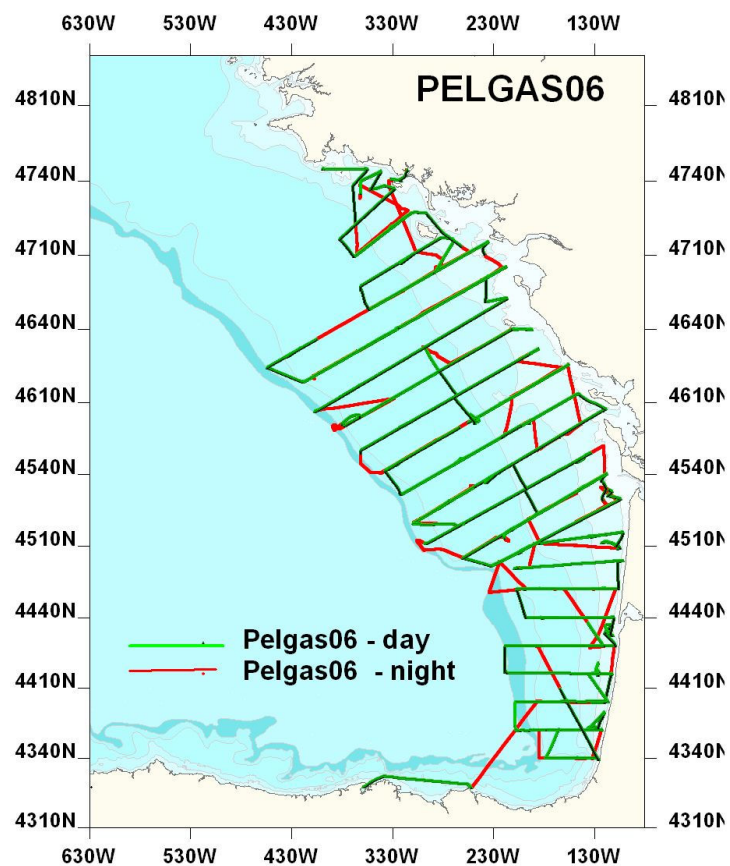 630W 530W 430W 330W 230W 130W
PELGAS06
4810N 4810N
4740N 4740N
4710N 4710N
4640N 4640N
4610N 4610N
4540N 4540N
4510N 4510N
4440N 4440N
Pelgas06 - day
Pelgas06 - night
4410N 4410N
4340N 4340N
4310N 4310N
630W 530W 430W 330W 230W 130W